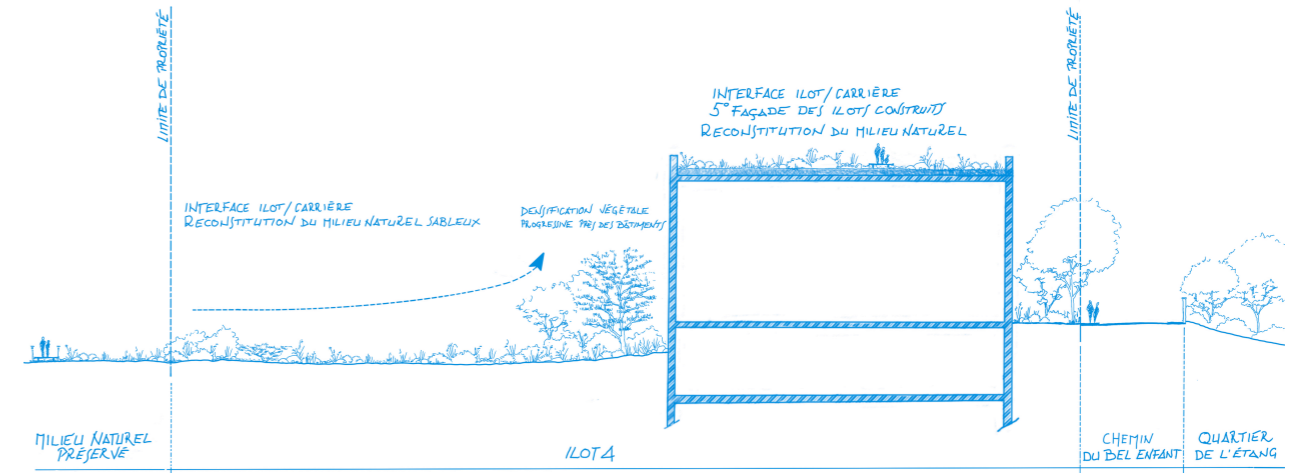 LIMITE DE PROPRIÉTÉ
LIMITE DE PROPRIÉTÉ
INTERFACE ILOT/CARRIÈRE
5° FAÇADE DES ILOTS CONSTRUITS
RECONSTITUTION DU MILIEU NATUREL
INTERFACE ILOT/CARRIÈRE
RECONSTITUTION DU MILIEU NATUREL SABLEUX
DENSIFICATION VÉGÉTALE
PROGRESSIVE PRÈS DES BÂTIMENTS
MILIEU NATUREL
PRÉSERVÉ
ILOT 4
CHEMIN
DU BEL ENFANT
QUARTIER
DE L'ÉTANG